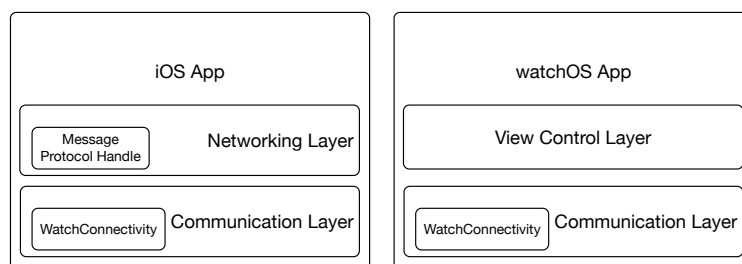 iOS App
Message
Protocol Handle
Networking Layer
WatchConnectivity
Communication Layer
watchOS App
View Control Layer
WatchConnectivity
Communication Layer